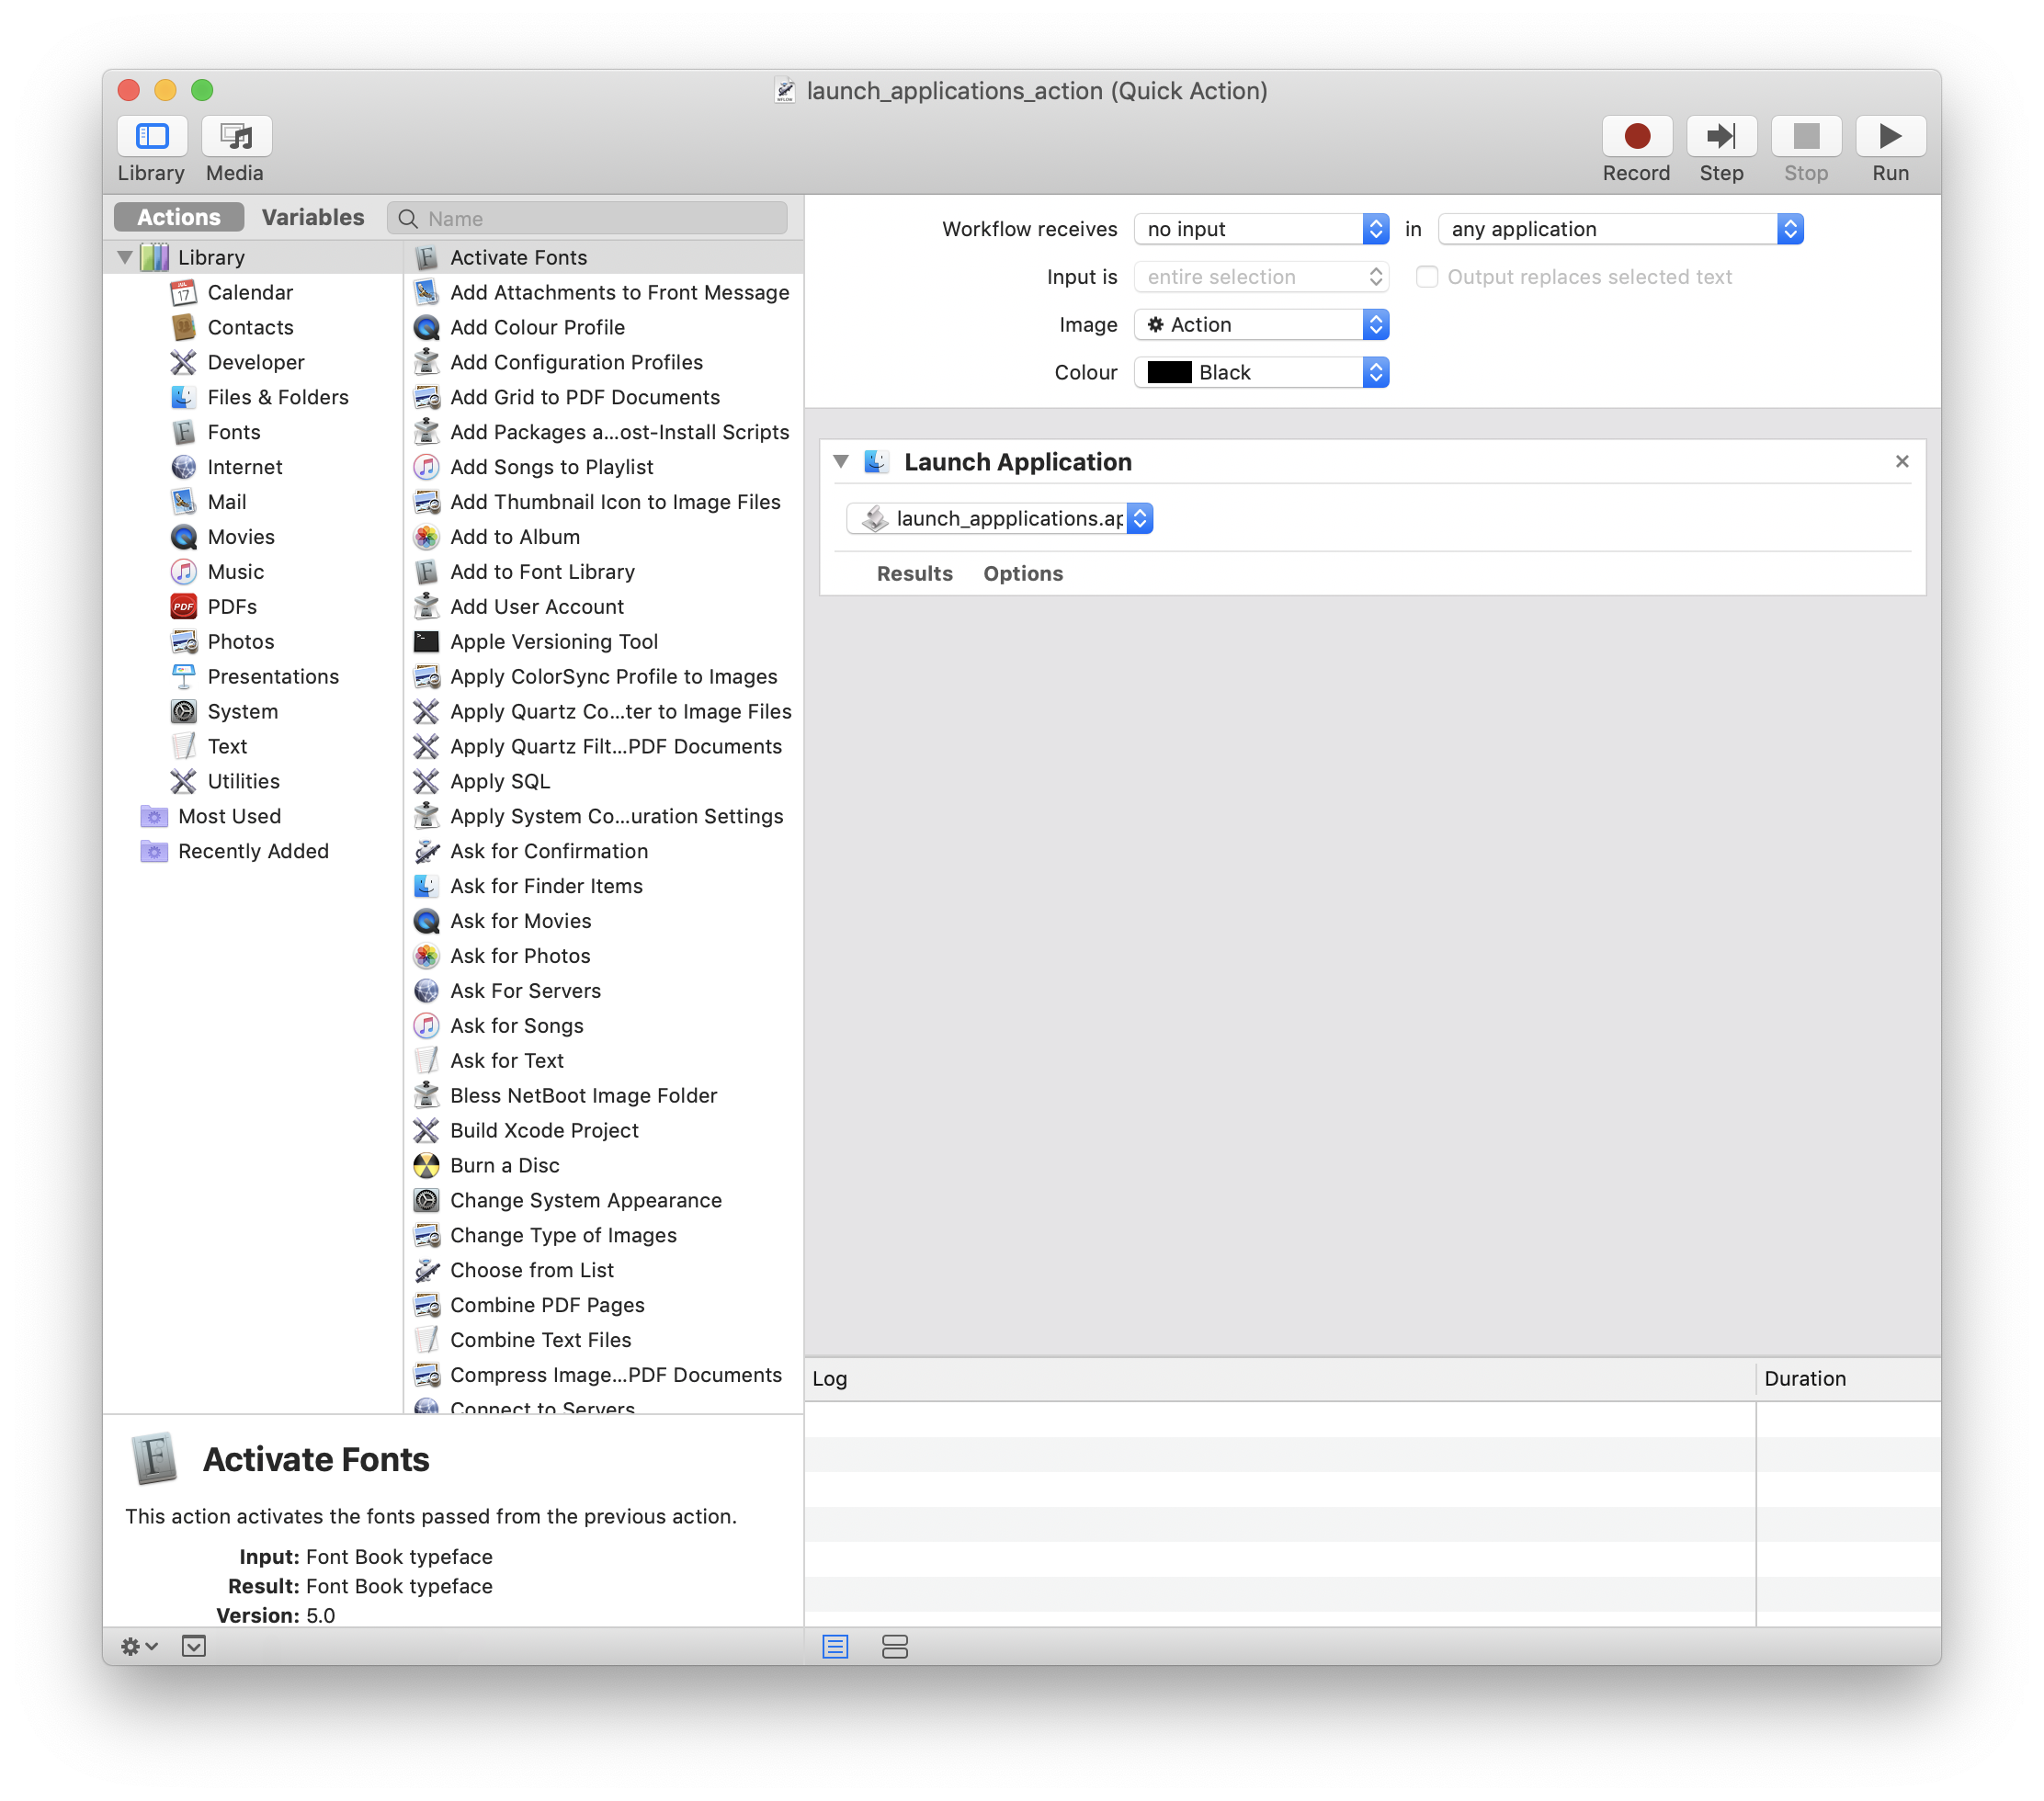 launch_applications_action (Quick Action)
Library
Media
Record
Step
Stop
Run
Actions
Variables
Name
Workflow receives
no input
in
any application
Input is
entire selection
Output replaces selected text
Image
Action
Colour
Black
Library
Calendar
17
Contacts
Developer
Files & Folders
Fonts
Internet
Mail
Movies
Music
PDF
PDFs
Photos
Presentations
System
Text
Utilities
Most Used
Recently Added
Activate Fonts
Add Attachments to Front Message
Add Colour Profile
Add Configuration Profiles
Add Grid to PDF Documents
Add Packages a...ost-Install Scripts
Add Songs to Playlist
Add Thumbnail Icon to Image Files
Add to Album
Add to Font Library
Add User Account
Apple Versioning Tool
Apply ColorSync Profile to Images
Apply Quartz Co...ter to Image Files
Apply Quartz Filt...PDF Documents
Apply SQL
Apply System Co...uration Settings
Ask for Confirmation
Ask for Finder Items
Ask for Movies
Ask for Photos
Ask For Servers
Ask for Songs
Ask for Text
Bless NetBoot Image Folder
Build Xcode Project
Burn a Disc
Change System Appearance
Change Type of Images
Choose from List
Combine PDF Pages
Combine Text Files
Compress Image...PDF Documents
Connect to Servers
Launch Application
launch_appplications.ap
Results
Options
Log
Duration
Activate Fonts
This action activates the fonts passed from the previous action.
Input: Font Book typeface
Result: Font Book typeface
Version: 5.0